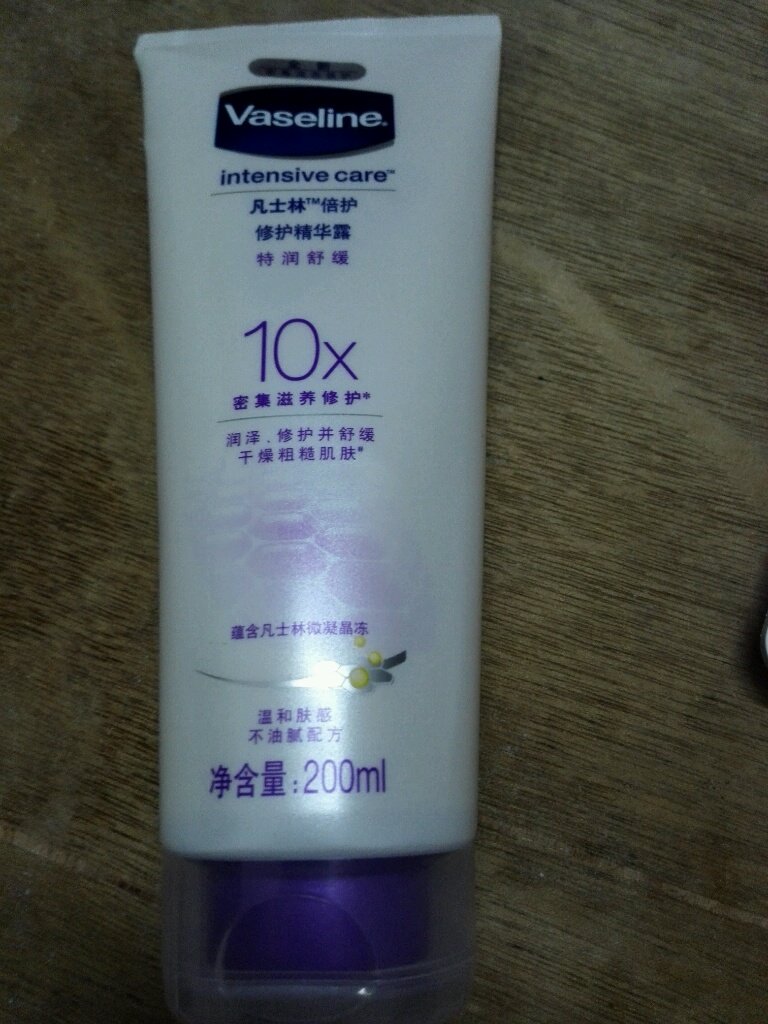 Vaseline®
intensive care™
凡士林™倍护
修护精华露
特润舒缓
10x
密集滋养修护*
润泽、修护并舒缓
干燥粗糙肌肤#
蕴含凡士林微凝晶冻
温和肤感
不油腻配方
净含量:200ml